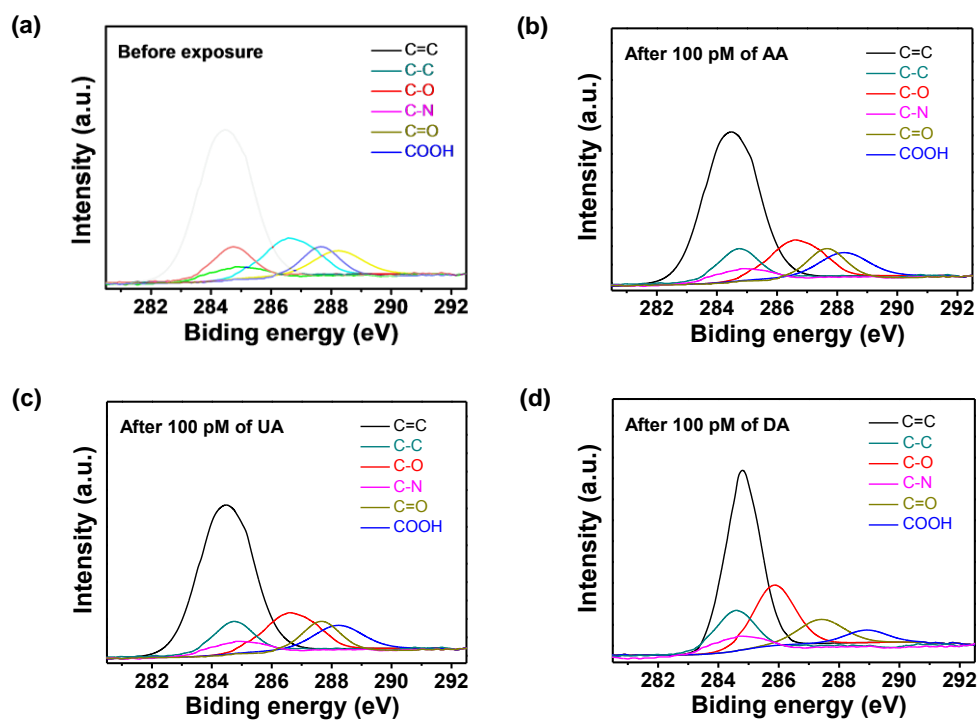 (a)
Before exposure
C=C
C-C
C-O
C-N
C=O
COOH
Intensity (a.u.)
282 284 286 288 290 292
Biding energy (eV)
(b)
After 100 pM of AA
C=C
C-C
C-O
C-N
C=O
COOH
Intensity (a.u.)
282 284 286 288 290 292
Biding energy (eV)
(c)
After 100 pM of UA
C=C
C-C
C-O
C-N
C=O
COOH
Intensity (a.u.)
282 284 286 288 290 292
Biding energy (eV)
(d)
After 100 pM of DA
C=C
C-C
C-O
C-N
C=O
COOH
Intensity (a.u.)
282 284 286 288 290 292
Biding energy (eV)